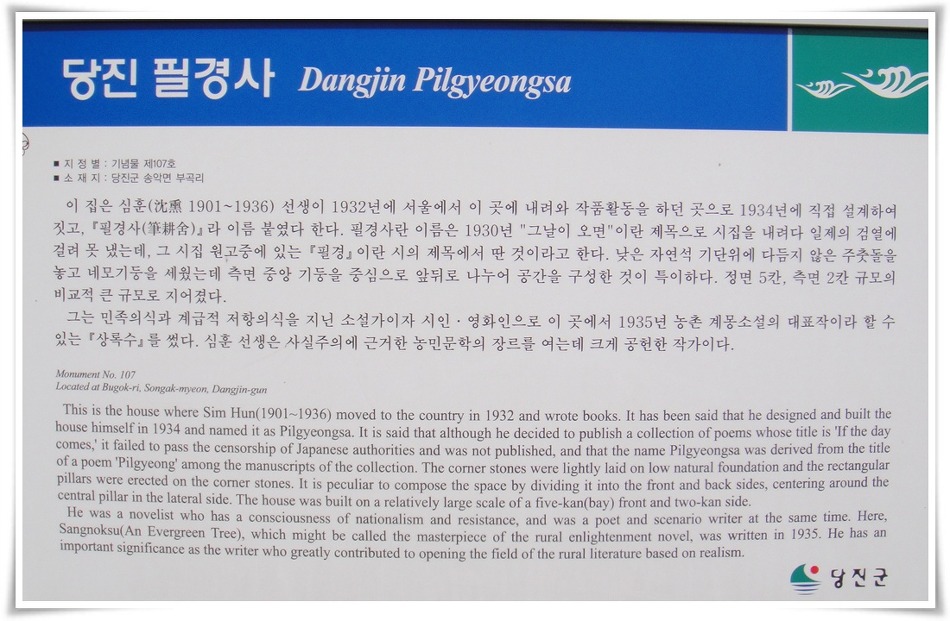 당진 필경사 Dangjin Pilgyeongsa
■ 지 정 별 : 기념물 제107호
■ 소 재 지 : 당진군 송악면 부곡리
이 집은 심훈(沈熏 1901~1936) 선생이 1932년에 서울에서 이 곳에 내려와 작품활동을 하던 곳으로 1934년에 직접 설계하여
짓고, 『필경사(筆耕舍)』라 이름 붙였다 한다. 필경사란 이름은 1930년 "그날이 오면"이란 제목으로 시집을 내려다 일제의 검열에
걸려 못 냈는데, 그 시집 원고중에 있는 『필경』이란 시의 제목에서 딴 것이라고 한다. 낮은 자연석 기단위에 다듬지 않은 주춧돌을
놓고 네모기둥을 세웠는데 측면 중앙 기둥을 중심으로 앞뒤로 나누어 공간을 구성한 것이 특이하다. 정면 5칸, 측면 2칸 규모의
비교적 큰 규모로 지어졌다.
그는 민족의식과 계급적 저항의식을 지닌 소설가이자 시인·영화인으로 이 곳에서 1935년 농촌 계몽소설의 대표작이라 할 수
있는 『상록수』를 썼다. 심훈 선생은 사실주의에 근거한 농민문학의 장르를 여는데 크게 공헌한 작가이다.
Monument No. 107
Located at Bugok-ri, Songak-myeon, Dangjin-gun
This is the house where Sim Hun(1901~1936) moved to the country in 1932 and wrote books. It has been said that he designed and built the
house himself in 1934 and named it as Pilgyeongsa. It is said that although he decided to publish a collection of poems whose title is 'If the day
comes,' it failed to pass the censorship of Japanese authorities and was not published, and that the name Pilgyeongsa was derived from the title
of a poem 'Pilgyeong' among the manuscripts of the collection. The corner stones were lightly laid on low natural foundation and the rectangular
pillars were erected on the corner stones. It is peculiar to compose the space by dividing it into the front and back sides, centering around the
central pillar in the lateral side. The house was built on a relatively large scale of a five-kan(bay) front and two-kan side.
He was a novelist who has a consciousness of nationalism and resistance, and was a poet and scenario writer at the same time. Here,
Sangnoksu(An Evergreen Tree), which might be called the masterpiece of the rural enlightenment novel, was written in 1935. He has an
important significance as the writer who greatly contributed to opening the field of the rural literature based on realism.
당진군